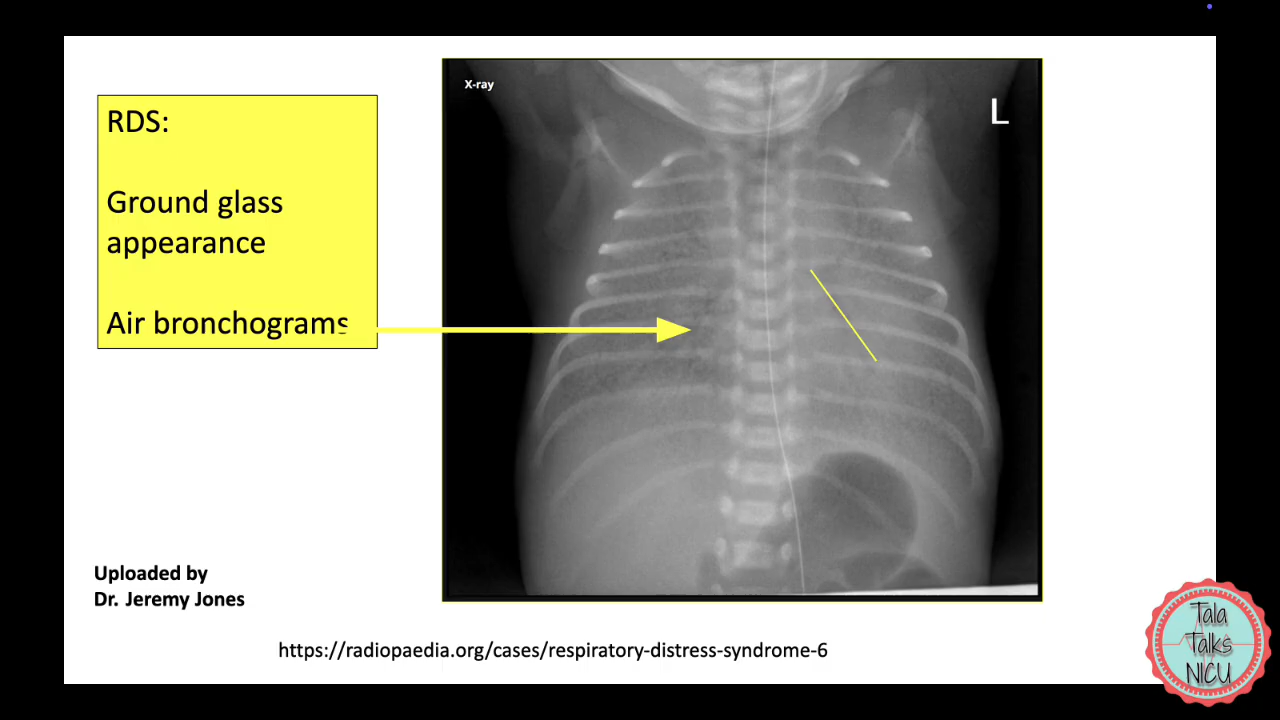 RDS:
Ground glass
appearance
Air bronchograms
X-ray
L
Uploaded by
Dr. Jeremy Jones
https://radiopaedia.org/cases/respiratory-distress-syndrome-6
Tala
Talks
NICU